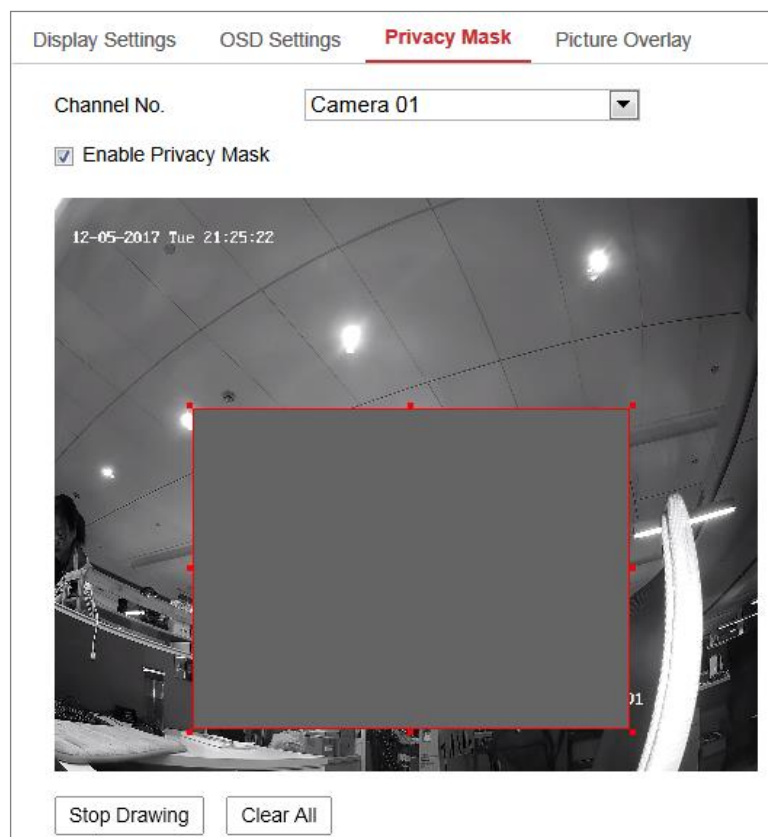 Display Settings OSD Settings Privacy Mask Picture Overlay
Channel No. Camera 01
Enable Privacy Mask
12-05-2017 Tue 21:25:22
01
Stop Drawing Clear All